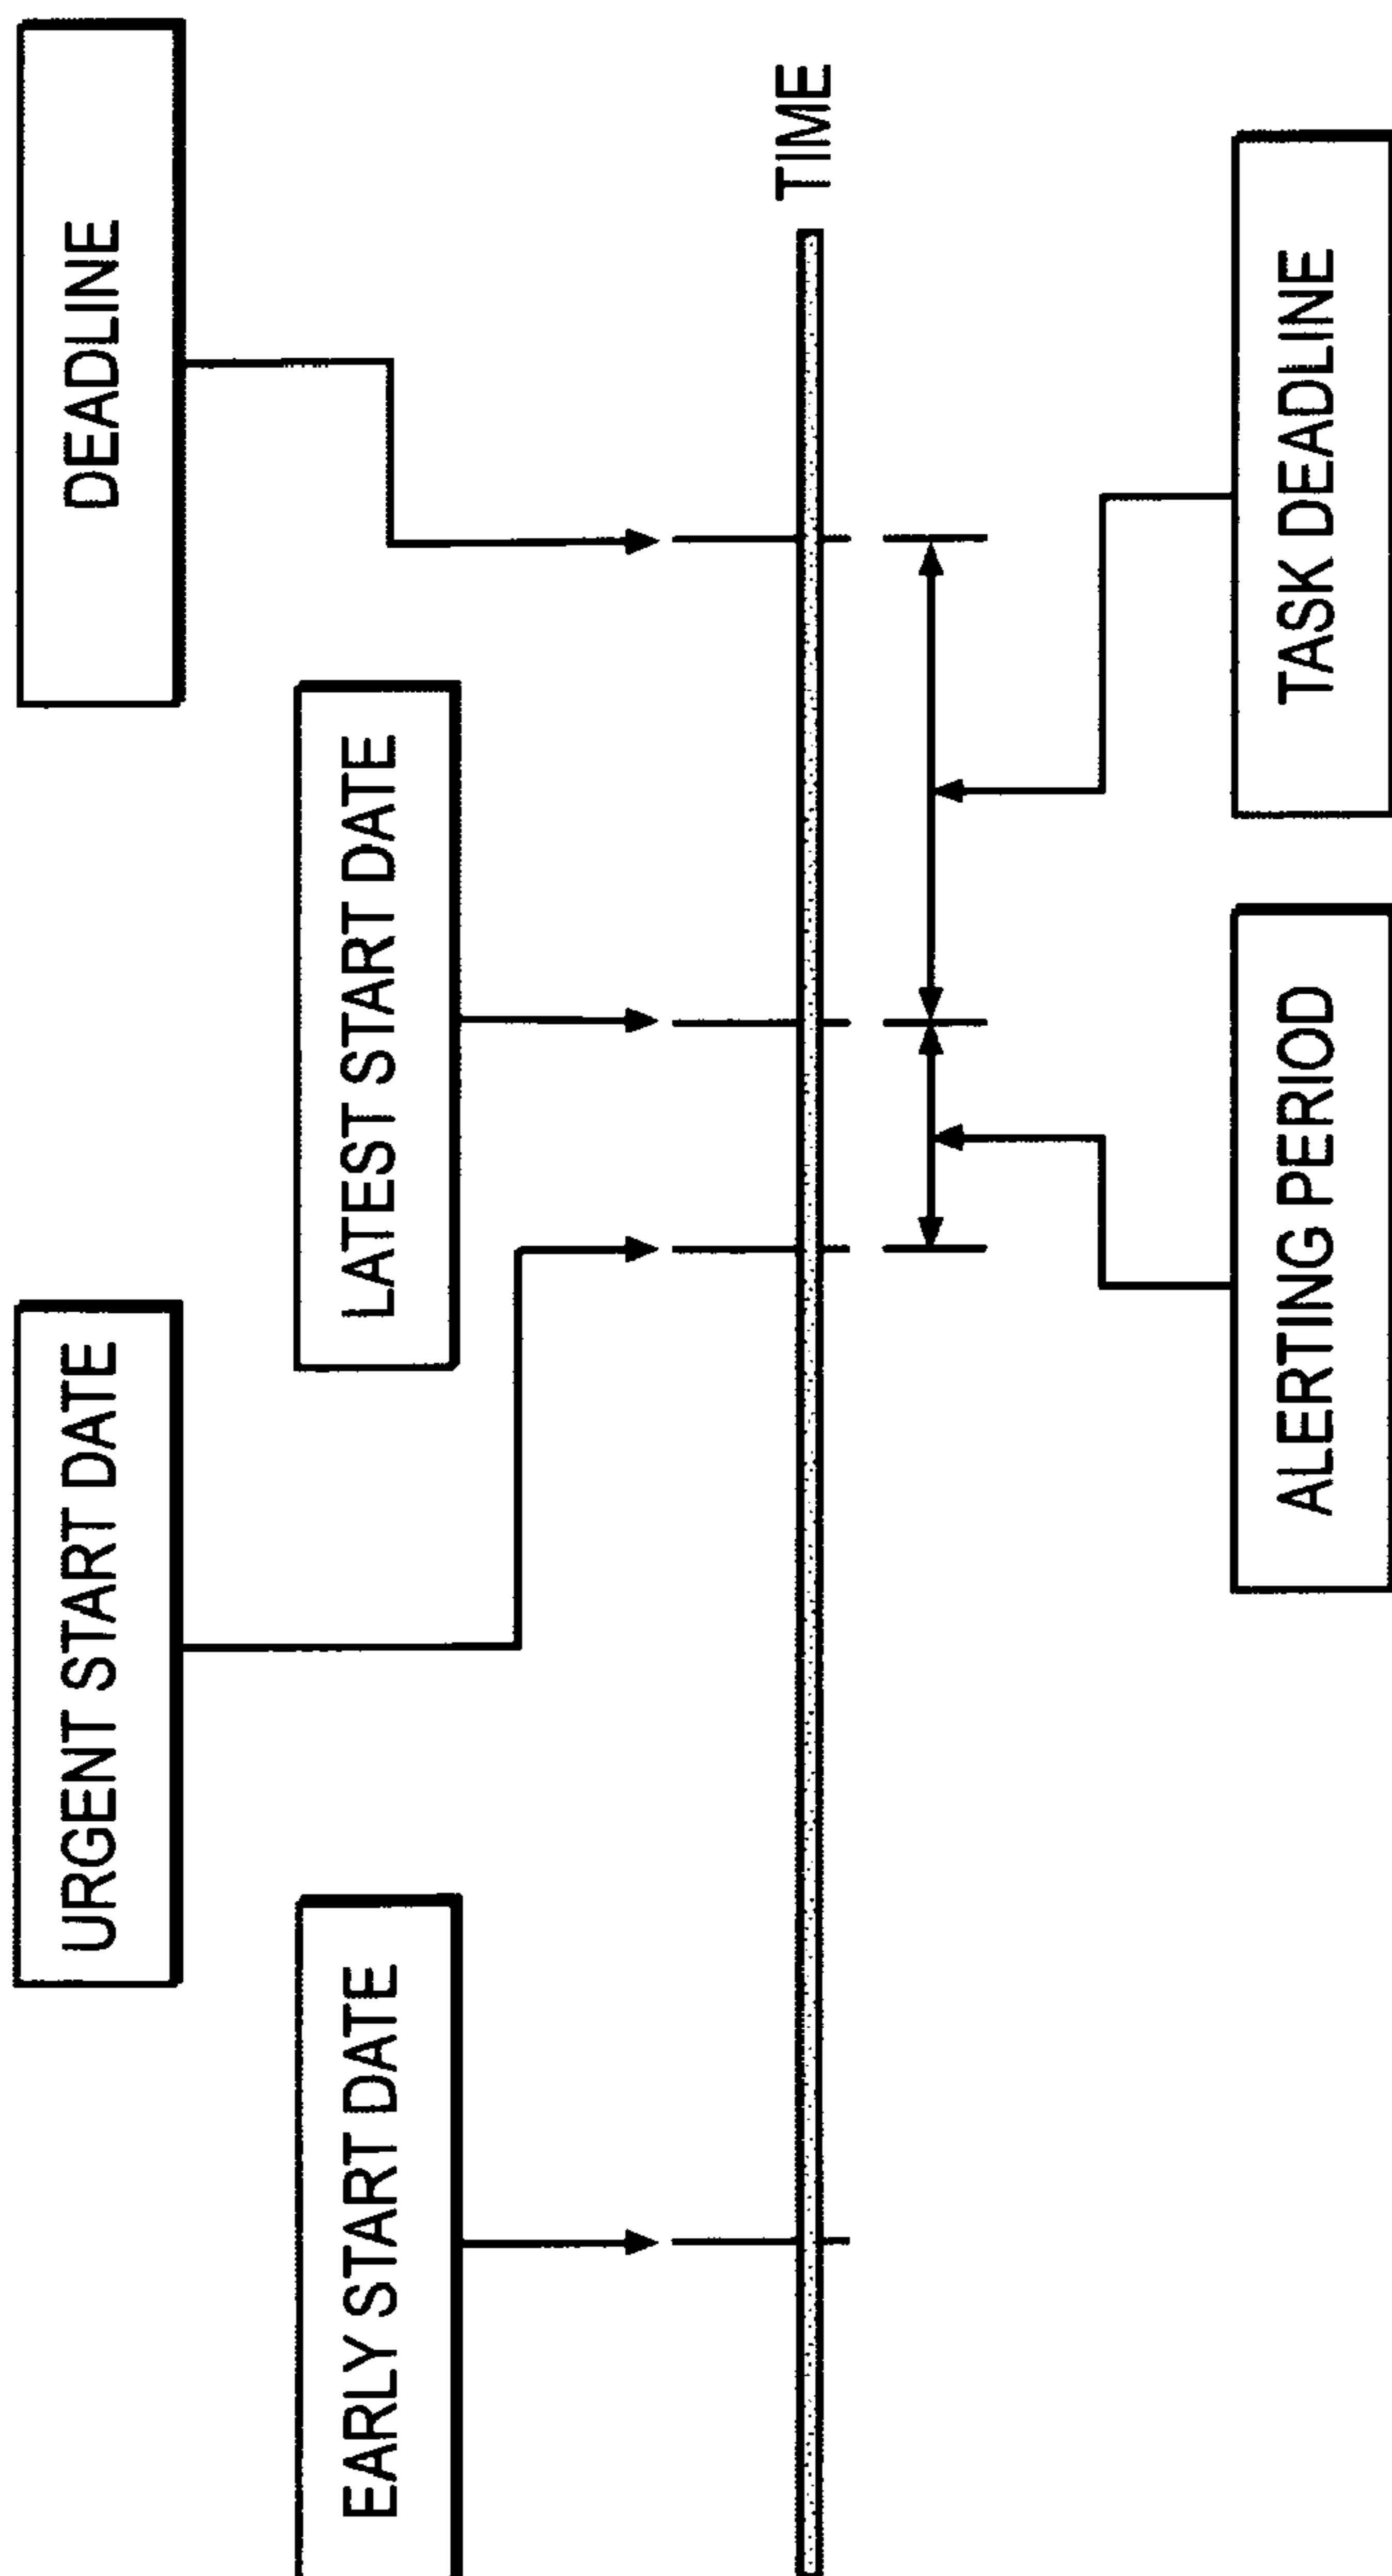 URGENT START DATE
DEADLINE
EARLY START DATE
LATEST START DATE
TIME
ALERTING PERIOD
TASK DEADLINE